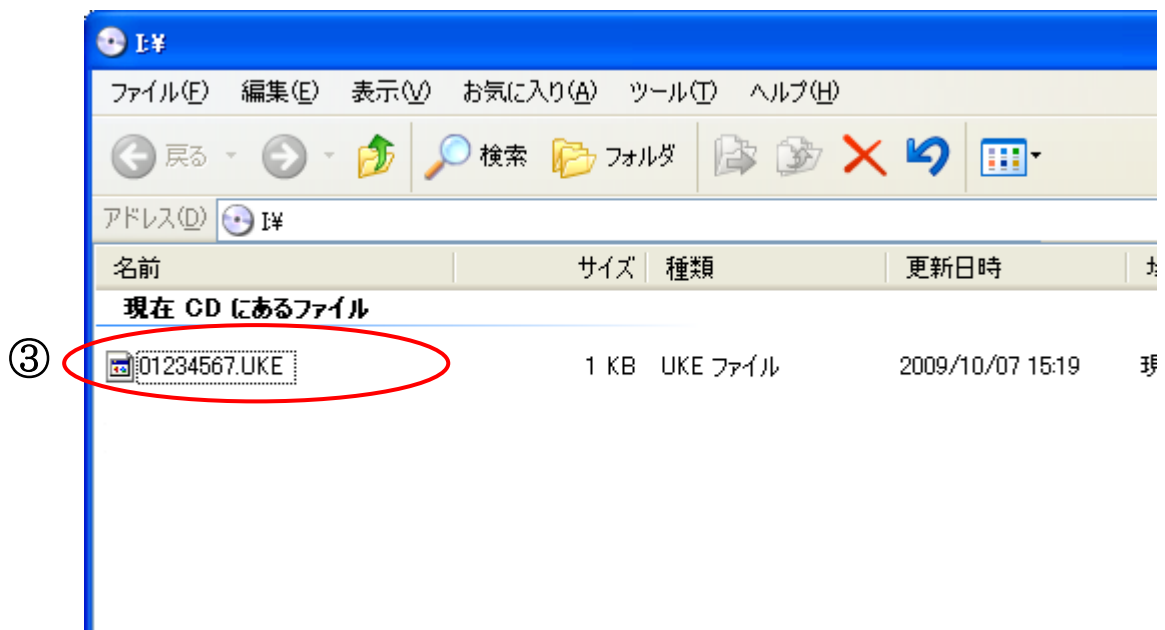 I:¥
ファイル(F) 編集(E) 表示(V) お気に入り(A) ツール(T) ヘルプ(H)
戻る 検索 フォルダ
アドレス(D) I:¥
名前 サイズ 種類 更新日時
現在 CD にあるファイル
③ 01234567.UKE 1 KB UKE ファイル 2009/10/07 15:19 現